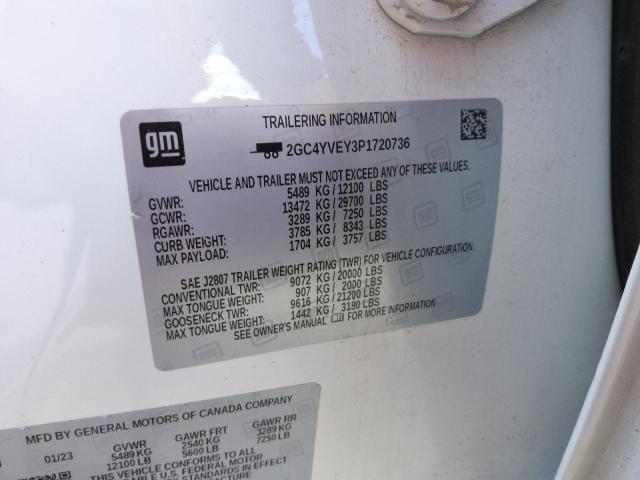 gm
TRAILERING INFORMATION
2GC4YVEY3P1720736
VEHICLE AND TRAILER MUST NOT EXCEED ANY OF THESE WEIGHTS:
GVWR: 5489 KG/12100 LBS
GCWR: 13472 KG/29700 LBS
RGAWR: 3289 KG/ 7250 LBS
CURB WEIGHT: 3785 KG/ 8343 LBS
MAX PAYLOAD: 1704 KG/ 3757 LBS
SAE J2807 TRAILER WEIGHT RATING (TWR) FOR VEHICLE CONFIGURATION.
CONVENTIONAL TWR: 9072 KG/20000 LBS
MAX TONGUE WEIGHT: 907 KG/ 2000 LBS
GOOSENECK TWR: 9616 KG/21200 LBS
MAX TONGUE WEIGHT: 1442 KG/ 3180 LBS
SEE OWNER'S MANUAL FOR MORE INFORMATION.
MFD BY GENERAL MOTORS OF CANADA COMPANY
01/23 GVWR GAWR FRT GAWR RR
5489 KG 2540 KG 3289 KG
12100 LB 5600 LB 7250 LB
THIS VEHICLE CONFORMS TO ALL
U.S. FEDERAL MOTOR